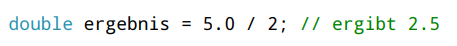 double ergebnis = 5.0 / 2; // ergibt 2.5